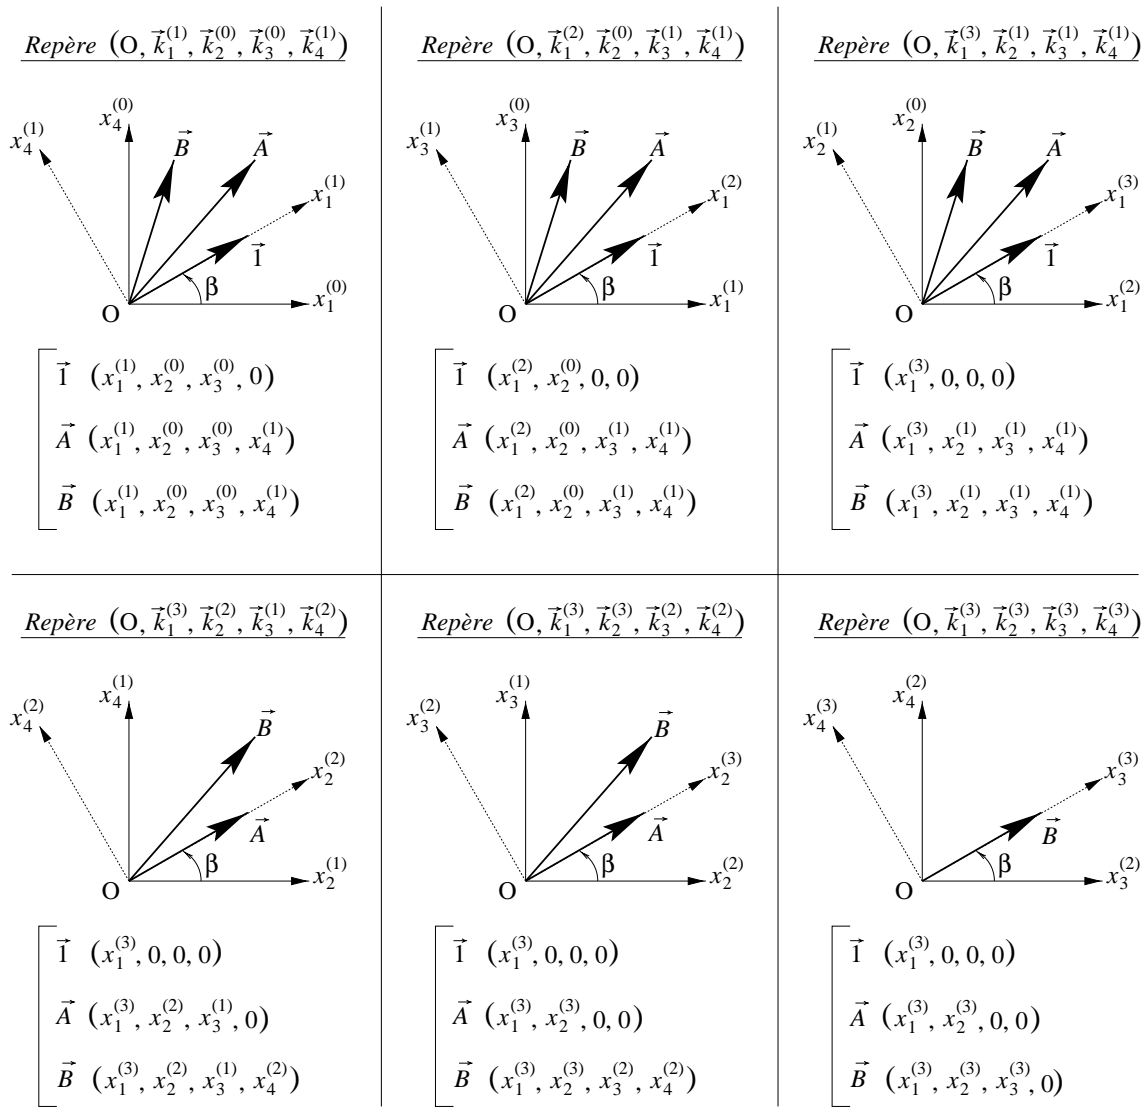 Repère (O, k⃗₁⁽¹⁾, k⃗₂⁽⁰⁾, k⃗₃⁽⁰⁾, k⃗₄⁽¹⁾)
x₄⁽⁰⁾
x₄⁽¹⁾
B⃗
A⃗
x₁⁽¹⁾
1⃗
β
O
x₁⁽⁰⁾
1⃗ (x₁⁽¹⁾, x₂⁽⁰⁾, x₃⁽⁰⁾, 0)
A⃗ (x₁⁽¹⁾, x₂⁽⁰⁾, x₃⁽⁰⁾, x₄⁽¹⁾)
B⃗ (x₁⁽¹⁾, x₂⁽⁰⁾, x₃⁽⁰⁾, x₄⁽¹⁾)
Repère (O, k⃗₁⁽²⁾, k⃗₂⁽⁰⁾, k⃗₃⁽¹⁾, k⃗₄⁽¹⁾)
x₃⁽⁰⁾
x₃⁽¹⁾
B⃗
A⃗
x₁⁽²⁾
1⃗
β
O
x₁⁽¹⁾
1⃗ (x₁⁽²⁾, x₂⁽⁰⁾, 0, 0)
A⃗ (x₁⁽²⁾, x₂⁽⁰⁾, x₃⁽¹⁾, x₄⁽¹⁾)
B⃗ (x₁⁽²⁾, x₂⁽⁰⁾, x₃⁽¹⁾, x₄⁽¹⁾)
Repère (O, k⃗₁⁽³⁾, k⃗₂⁽¹⁾, k⃗₃⁽¹⁾, k⃗₄⁽¹⁾)
x₂⁽⁰⁾
x₂⁽¹⁾
B⃗
A⃗
x₁⁽³⁾
1⃗
β
O
x₁⁽²⁾
1⃗ (x₁⁽³⁾, 0, 0, 0)
A⃗ (x₁⁽³⁾, x₂⁽¹⁾, x₃⁽¹⁾, x₄⁽¹⁾)
B⃗ (x₁⁽³⁾, x₂⁽¹⁾, x₃⁽¹⁾, x₄⁽¹⁾)
Repère (O, k⃗₁⁽³⁾, k⃗₂⁽²⁾, k⃗₃⁽¹⁾, k⃗₄⁽²⁾)
x₄⁽¹⁾
x₄⁽²⁾
B⃗
x₂⁽²⁾
A⃗
β
O
x₂⁽¹⁾
1⃗ (x₁⁽³⁾, 0, 0, 0)
A⃗ (x₁⁽³⁾, x₂⁽²⁾, x₃⁽¹⁾, 0)
B⃗ (x₁⁽³⁾, x₂⁽²⁾, x₃⁽¹⁾, x₄⁽²⁾)
Repère (O, k⃗₁⁽³⁾, k⃗₂⁽³⁾, k⃗₃⁽²⁾, k⃗₄⁽²⁾)
x₃⁽¹⁾
x₃⁽²⁾
B⃗
x₂⁽³⁾
A⃗
β
O
x₂⁽²⁾
1⃗ (x₁⁽³⁾, 0, 0, 0)
A⃗ (x₁⁽³⁾, x₂⁽³⁾, 0, 0)
B⃗ (x₁⁽³⁾, x₂⁽³⁾, x₃⁽²⁾, x₄⁽²⁾)
Repère (O, k⃗₁⁽³⁾, k⃗₂⁽³⁾, k⃗₃⁽³⁾, k⃗₄⁽³⁾)
x₄⁽²⁾
x₄⁽³⁾
x₃⁽³⁾
B⃗
β
O
x₃⁽²⁾
1⃗ (x₁⁽³⁾, 0, 0, 0)
A⃗ (x₁⁽³⁾, x₂⁽³⁾, 0, 0)
B⃗ (x₁⁽³⁾, x₂⁽³⁾, x₃⁽³⁾, 0)